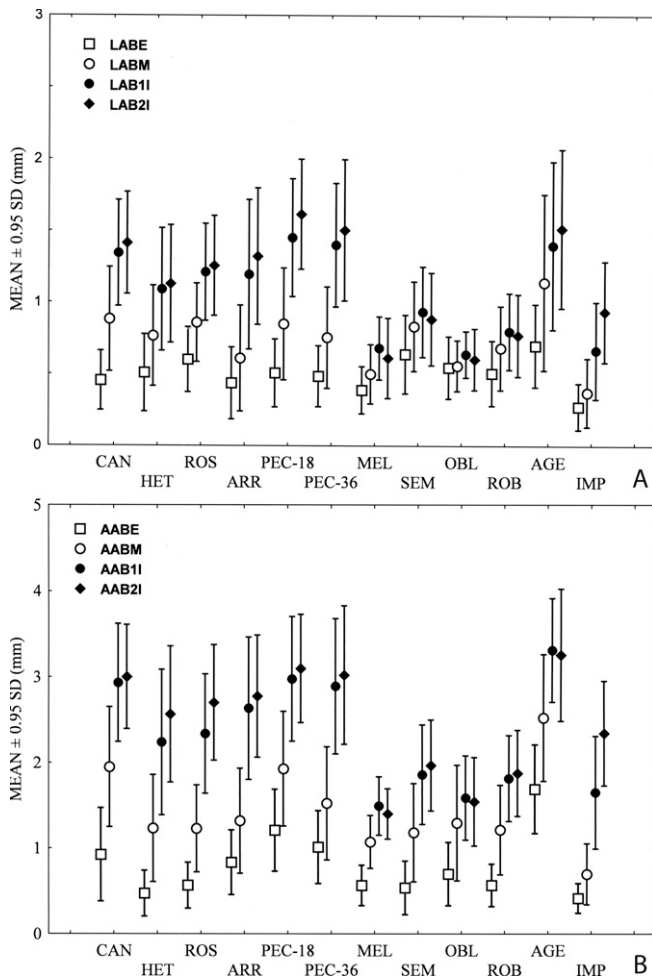 3
LABE
LABM
LAB1I
LAB2I
2
MEAN ± 0.95 SD (mm)
1
0
CAN ROS PEC-18 MEL OBL AGE
HET ARR PEC-36 SEM ROB IMP
A
5
AABE
AABM
AAB1I
AAB2I
4
3
MEAN ± 0.95 SD (mm)
2
1
0
CAN ROS PEC-18 MEL OBL AGE
HET ARR PEC-36 SEM ROB IMP
B